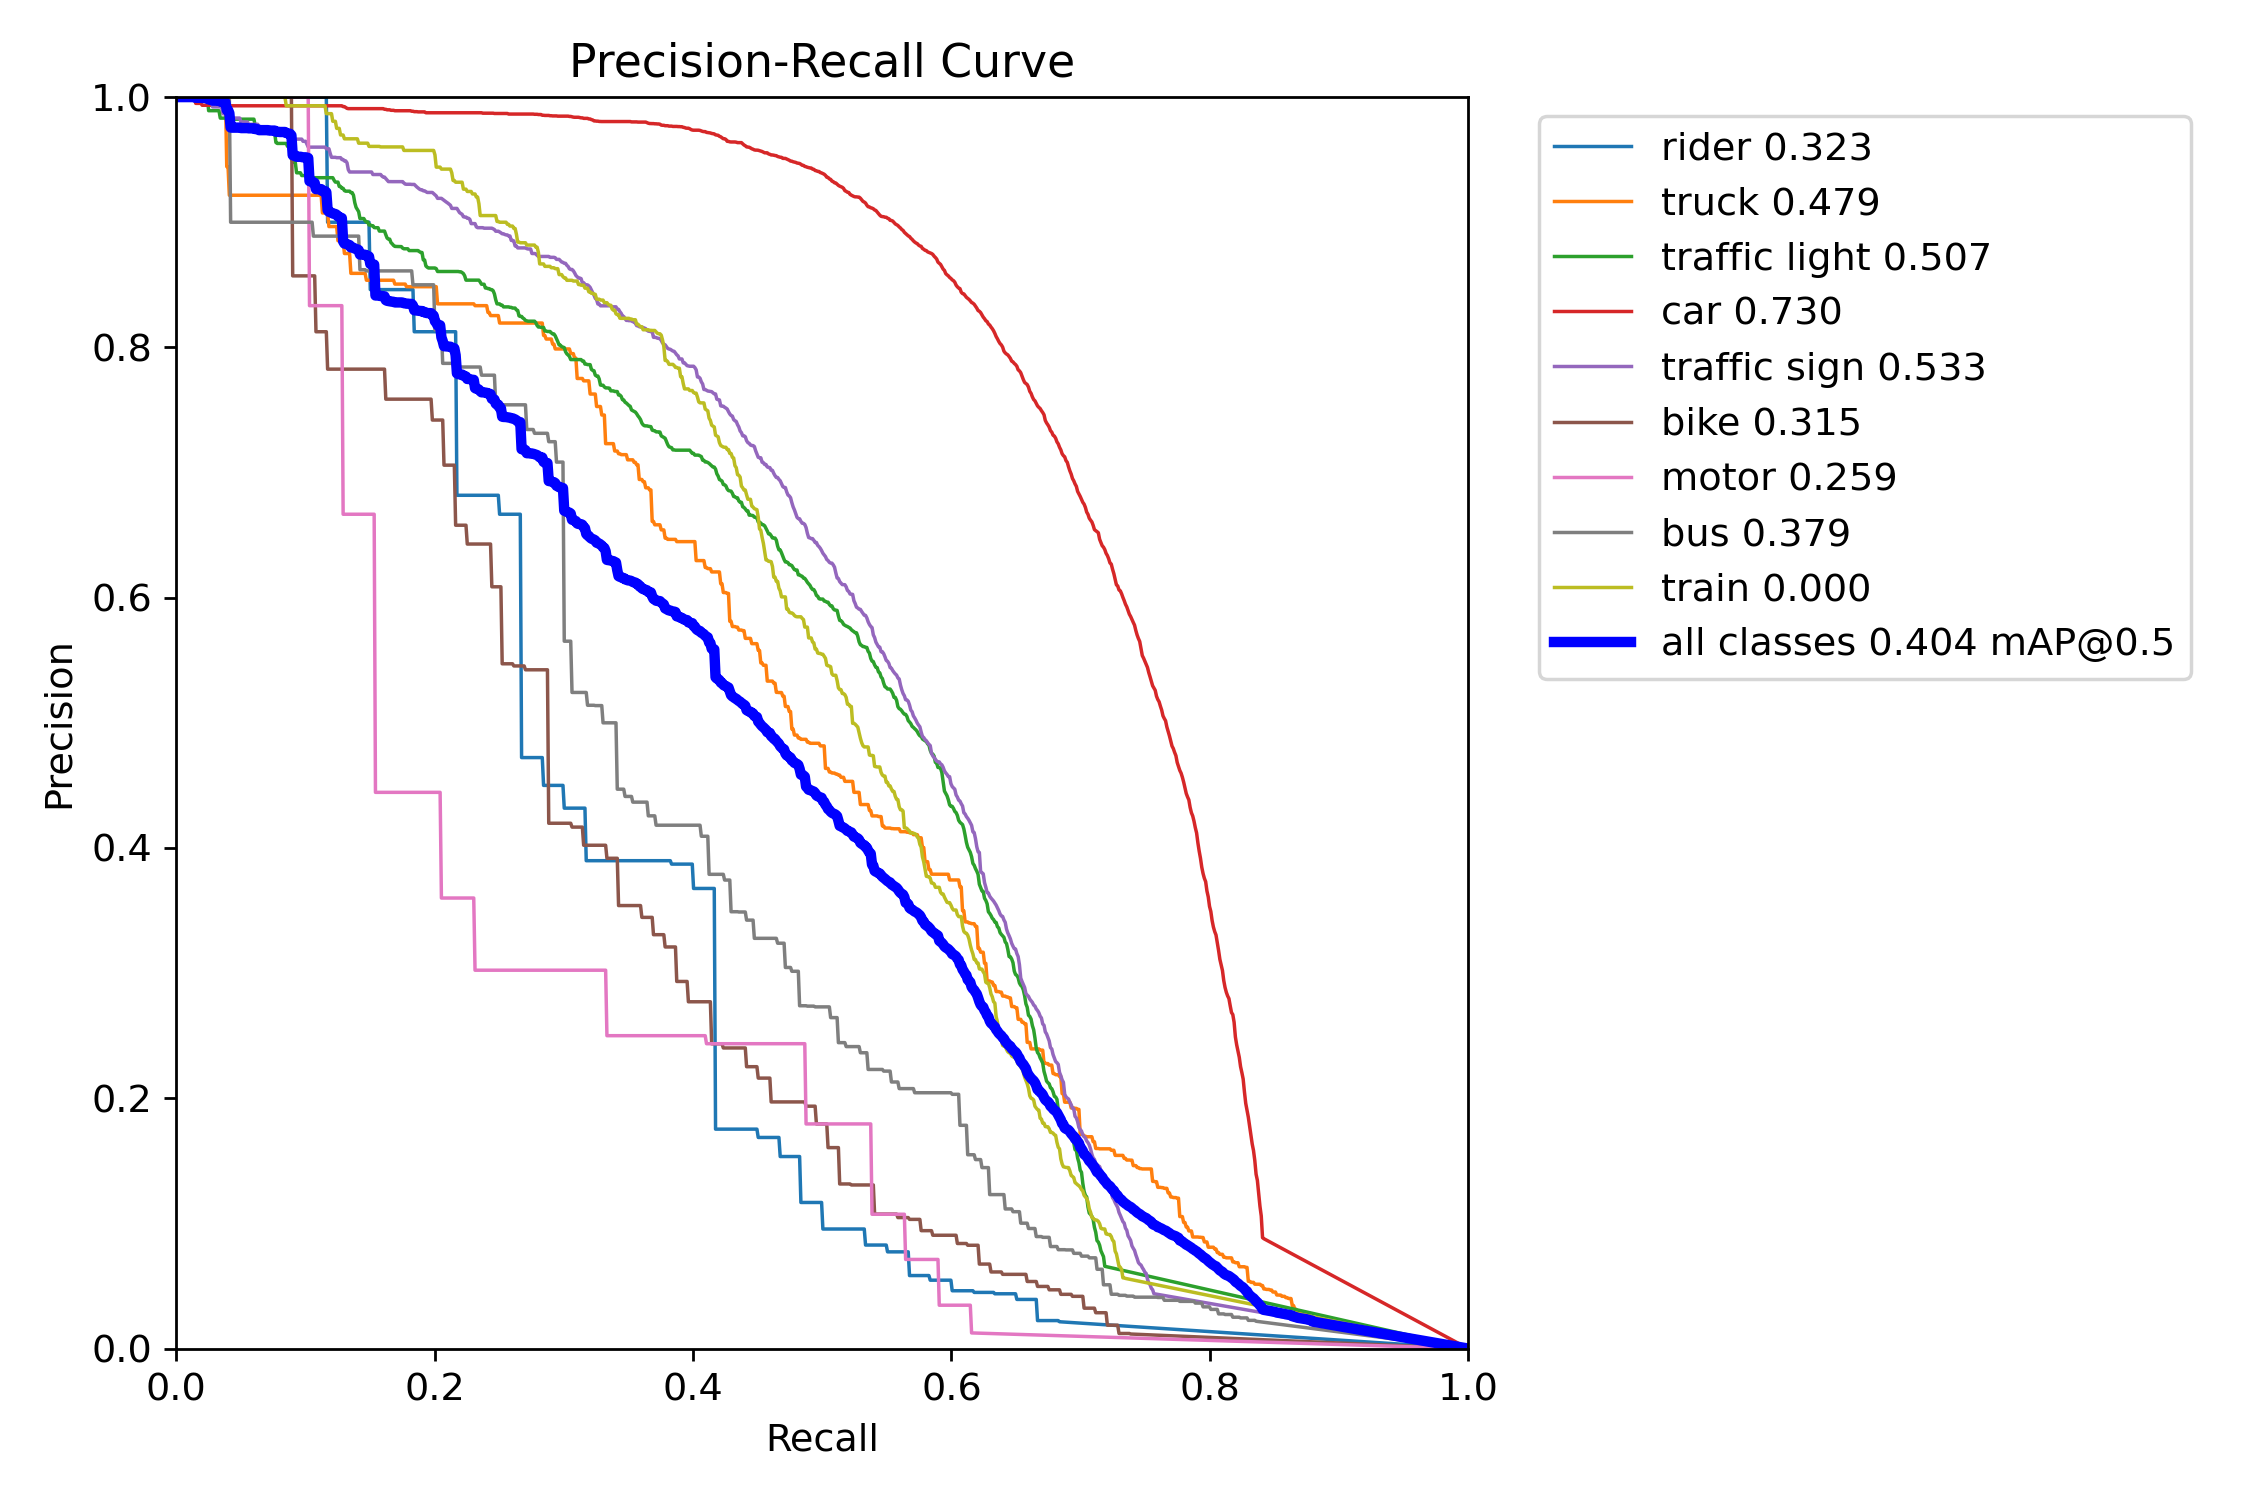 Precision-Recall Curve
1.0
0.8
0.6
0.4
0.2
0.0
Precision
0.0 0.2 0.4 0.6 0.8 1.0
Recall
rider 0.323
truck 0.479
traffic light 0.507
car 0.730
traffic sign 0.533
bike 0.315
motor 0.259
bus 0.379
train 0.000
all classes 0.404 mAP@0.5